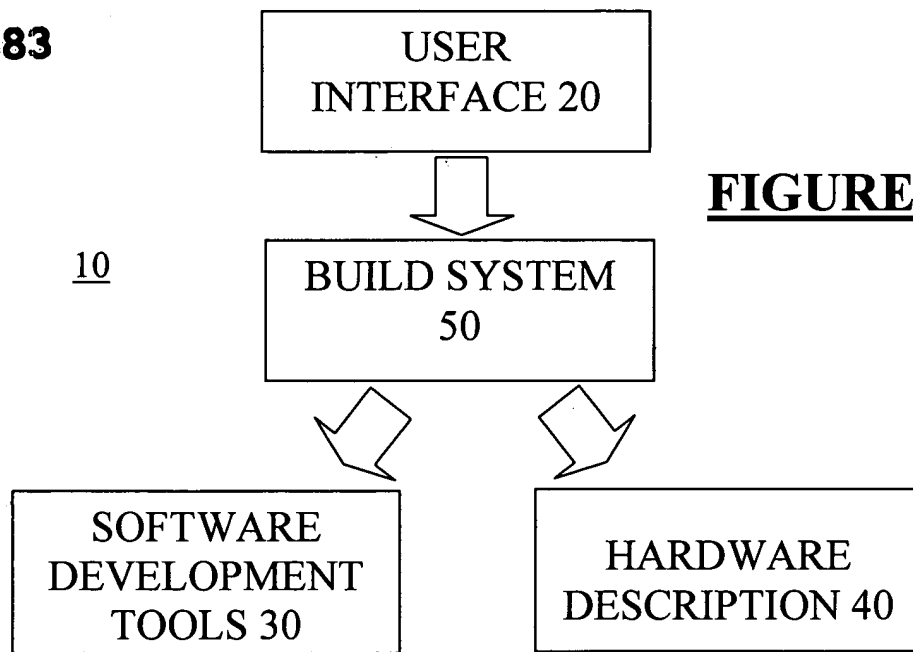 83
USER
INTERFACE 20
FIGURE
10
BUILD SYSTEM
50
SOFTWARE
DEVELOPMENT
TOOLS 30
HARDWARE
DESCRIPTION 40